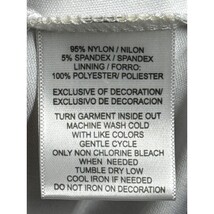 95% NYLON / NILON
5% SPANDEX / SPANDEX
LINNING / FORRO:
100% POLYESTER/ POLIESTER
EXCLUSIVE OF DECORATION/
EXCLUSIVO DE DECORACION
TURN GARMENT INSIDE OUT
MACHINE WASH COLD
WITH LIKE COLORS
GENTLE CYCLE
ONLY NON CHLORINE BLEACH
WHEN NEEDED
TUMBLE DRY LOW
COOL IRON IF NEEDED
DO NOT IRON ON DECORATION